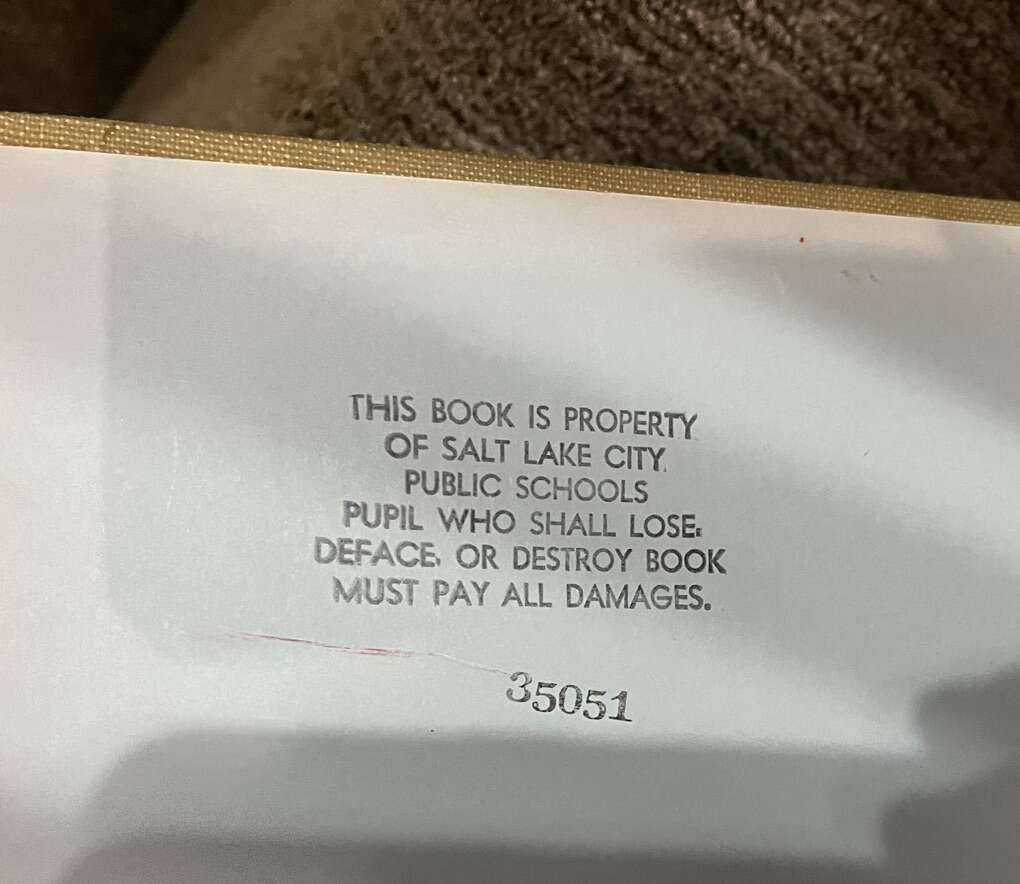 THIS BOOK IS PROPERTY
OF SALT LAKE CITY
PUBLIC SCHOOLS
PUPIL WHO SHALL LOSE,
DEFACE, OR DESTROY BOOK
MUST PAY ALL DAMAGES.
35051